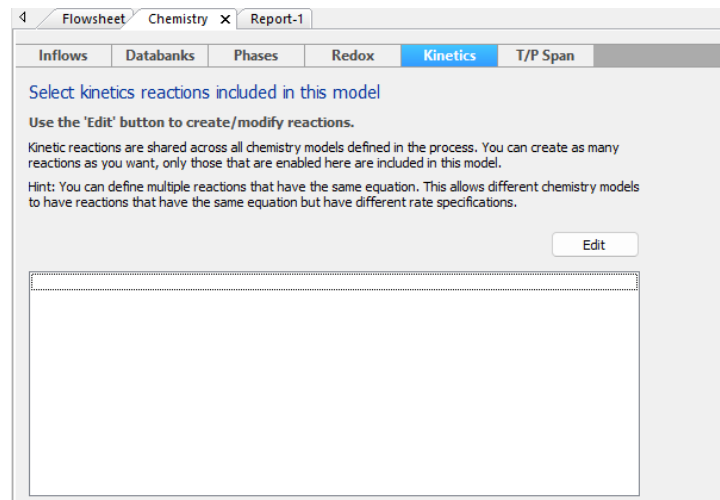 Flowsheet Chemistry Report-1
Inflows Databanks Phases Redox Kinetics T/P Span
Select kinetics reactions included in this model
Use the 'Edit' button to create/modify reactions.
Kinetic reactions are shared across all chemistry models defined in the process. You can create as many
reactions as you want, only those that are enabled here are included in this model.
Hint: You can define multiple reactions that have the same equation. This allows different chemistry models
to have reactions that have the same equation but have different rate specifications.
Edit